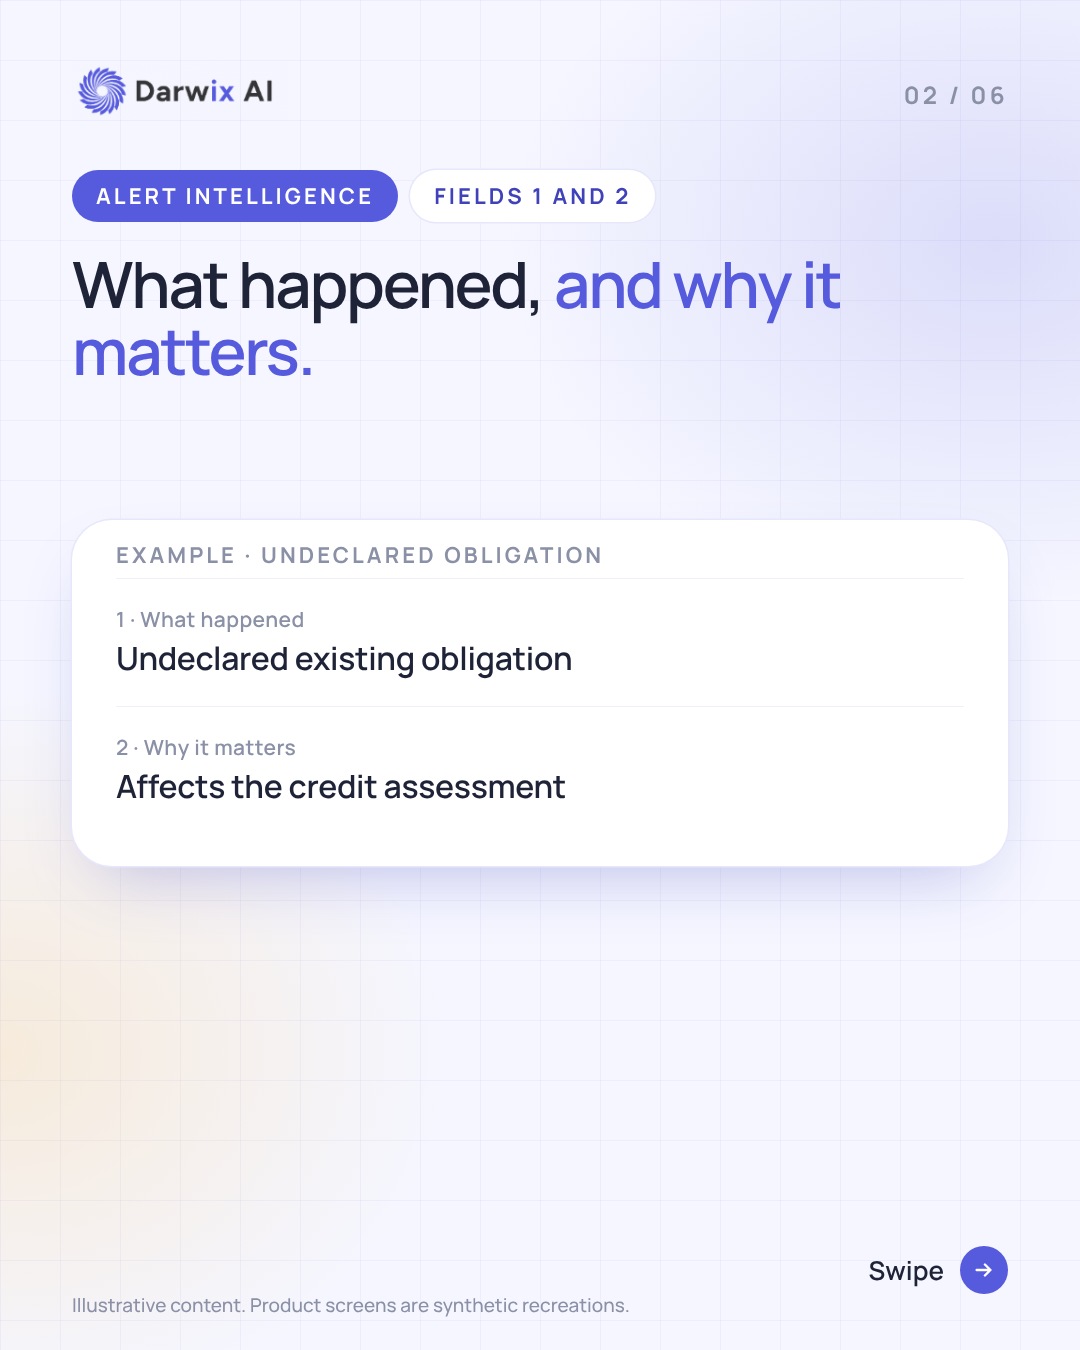 Darwix AI
02 / 06
ALERT INTELLIGENCE
FIELDS 1 AND 2
What happened, and why it
matters.
EXAMPLE · UNDECLARED OBLIGATION
1 · What happened
Undeclared existing obligation
2 · Why it matters
Affects the credit assessment
Swipe
Illustrative content. Product screens are synthetic recreations.